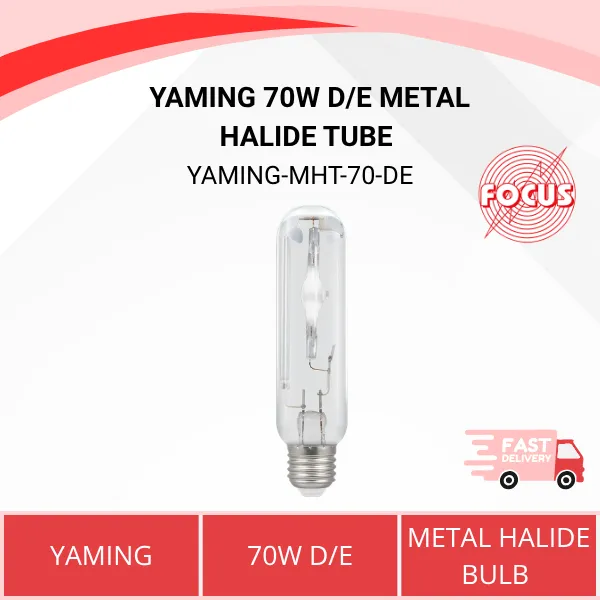 YAMING 70W D/E METAL
HALIDE TUBE
YAMING-MHT-70-DE
FOCUS
FAST
DELIVERY
YAMING
70W D/E
METAL HALIDE
BULB